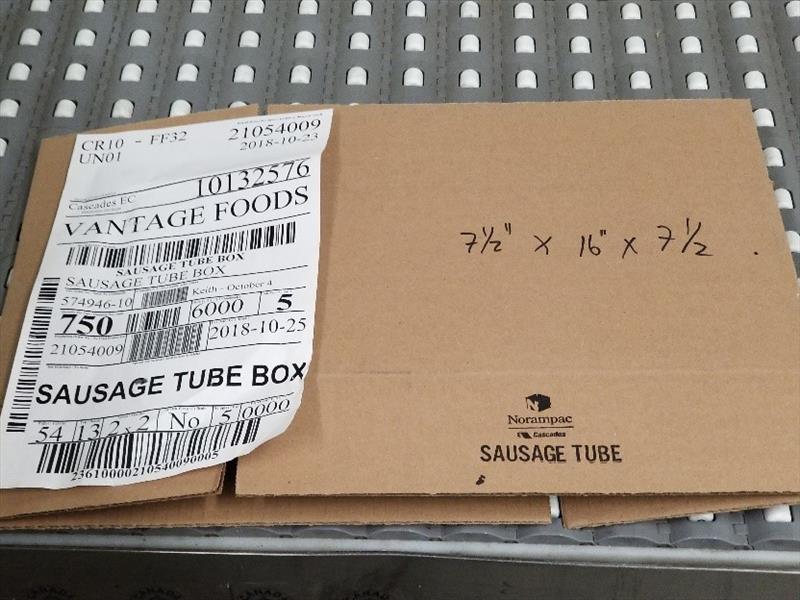 CR10 - FF32
21054009
UN01
2018-10-23
10132576
Cascades EC
VANTAGE FOODS
SAUSAGE TUBE BOX
SAUSAGE TUBE BOX
574946-10
Keith - October 4
750
6000
5
21054009
2018-10-25
SAUSAGE TUBE BOX
54 13 2x2 No 5 0000
23610000210540090005
7½" x 16" x 7½
Norampac
Cascades
SAUSAGE TUBE